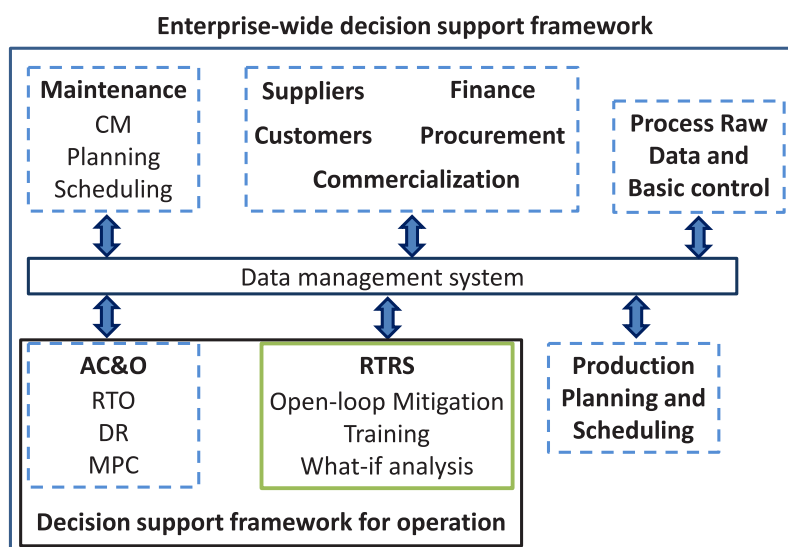 Enterprise-wide decision support framework
Maintenance
CM
Planning
Scheduling
Suppliers Finance
Customers Procurement
Commercialization
Process Raw
Data and
Basic control
Data management system
AC&O
RTO
DR
MPC
RTRS
Open-loop Mitigation
Training
What-if analysis
Production
Planning and
Scheduling
Decision support framework for operation